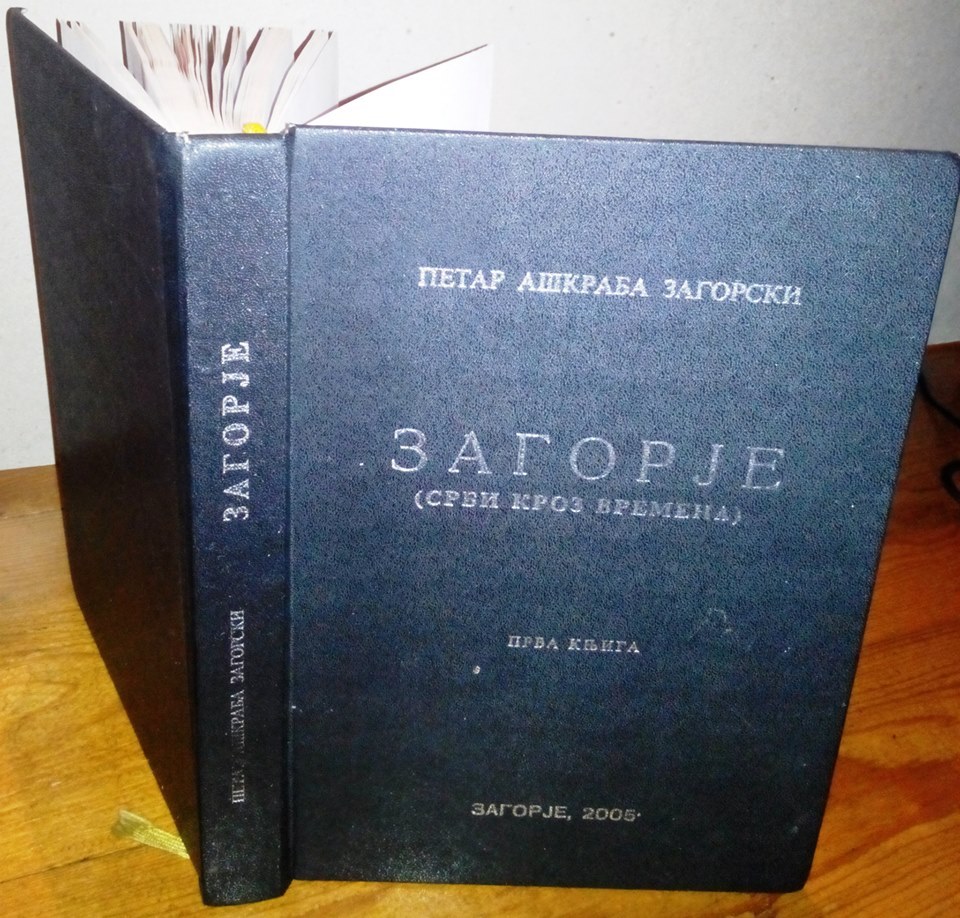 ПЕТАР АШКРАБА ЗАГОРСКИ
ЗАГОРЈЕ
(СРБИ КРОЗ ВРЕМЕНА)
ПРВА КЊИГА
ЗАГОРЈЕ, 2005.
ПЕТАР АШКРАБА ЗАГОРСКИ
ЗАГОРЈЕ